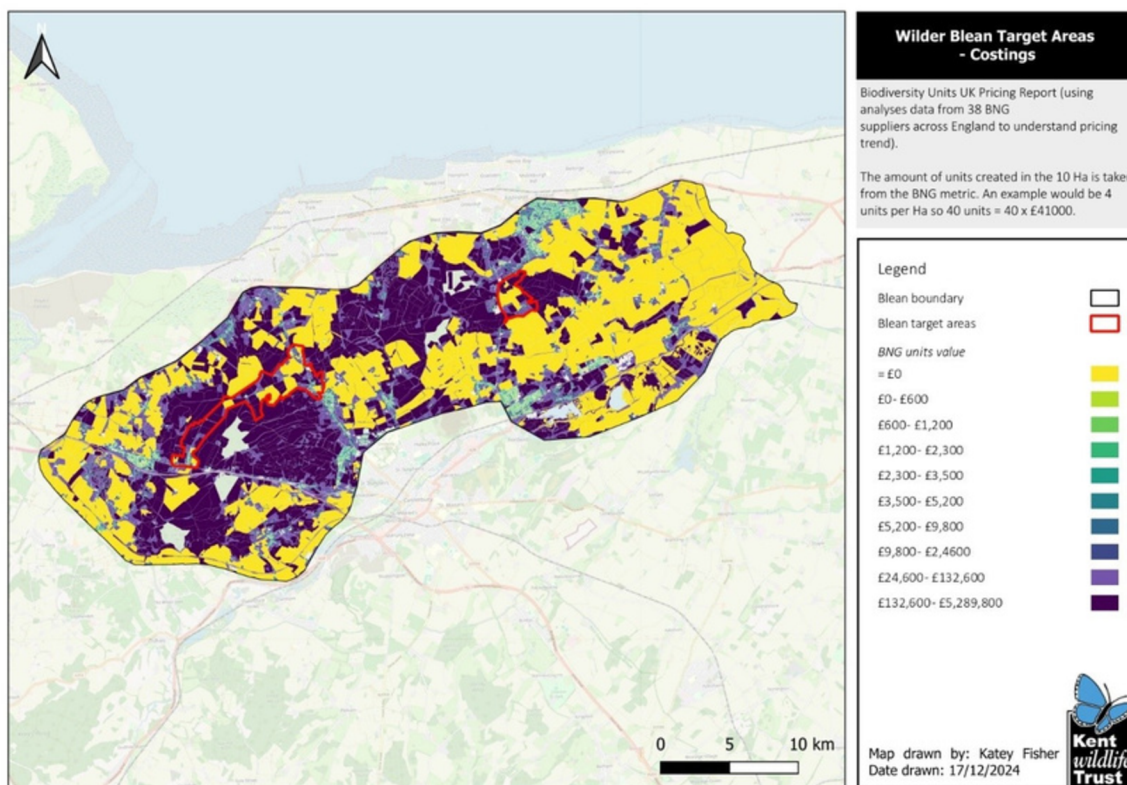 N
Wilder Blean Target Areas
- Costings
Biodiversity Units UK Pricing Report (using
analyses data from 38 BNG
suppliers across England to understand pricing
trend).
The amount of units created in the 10 Ha is take
from the BNG metric. An example would be 4
units per Ha so 40 units = 40 x £41000.
Legend
Blean boundary
Blean target areas
BNG units value
= £0
£0- £600
£600- £1,200
£1,200- £2,300
£2,300- £3,500
£3,500- £5,200
£5,200- £9,800
£9,800- £2,4600
£24,600- £132,600
£132,600- £5,289,800
0 5 10 km
Map drawn by: Katey Fisher
Date drawn: 17/12/2024
Kent
wildlife
Trust